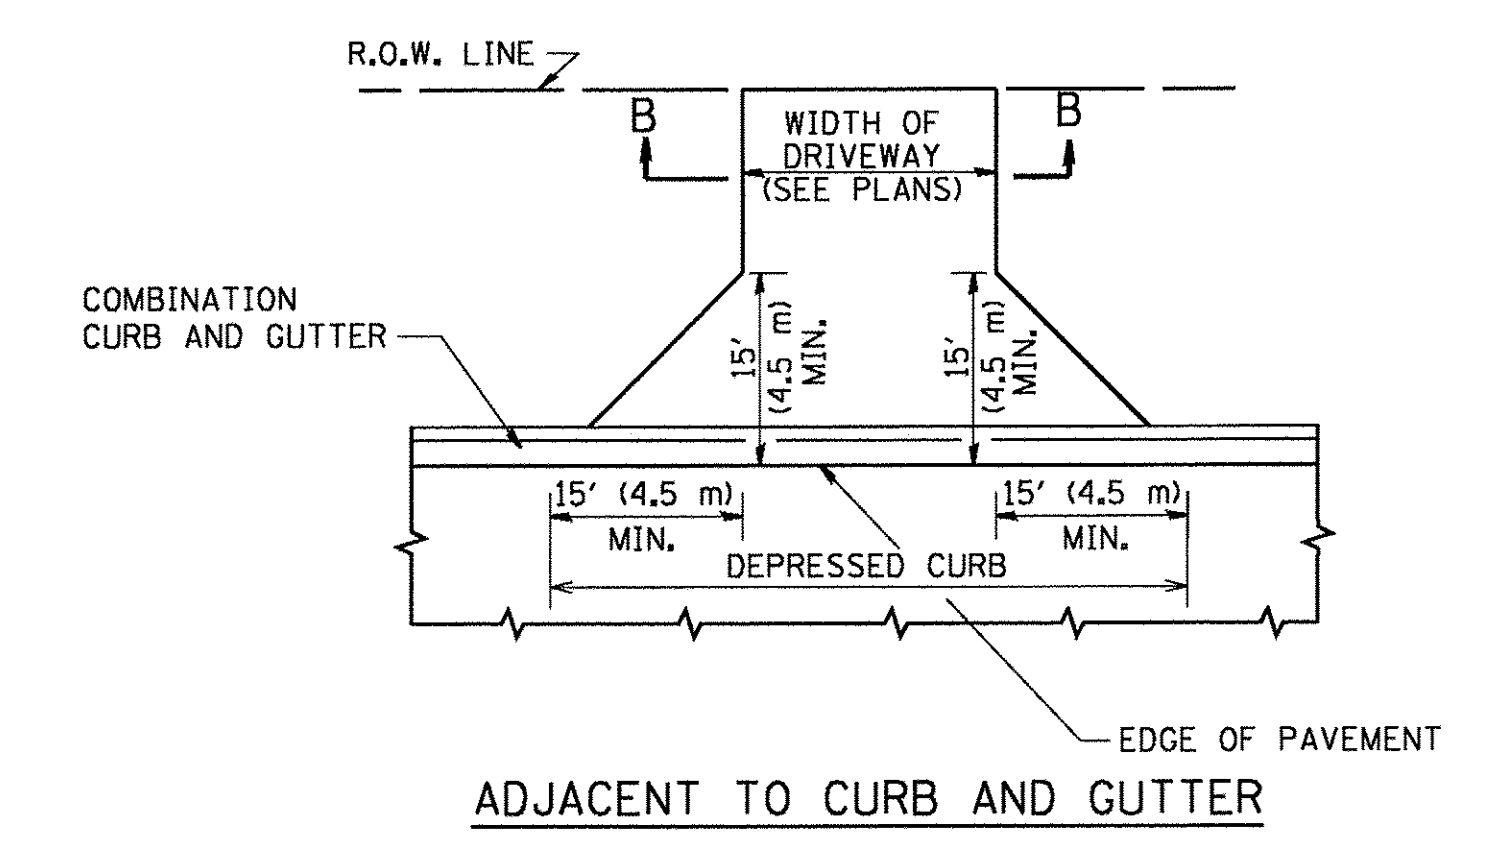 R.O.W. LINE
B
B
WIDTH OF
DRIVEWAY
(SEE PLANS)
COMBINATION
CURB AND GUTTER
15'
(4.5 m)
MIN.
15'
(4.5 m)
MIN.
15' (4.5 m)
MIN.
15' (4.5 m)
MIN.
DEPRESSED CURB
EDGE OF PAVEMENT
ADJACENT TO CURB AND GUTTER